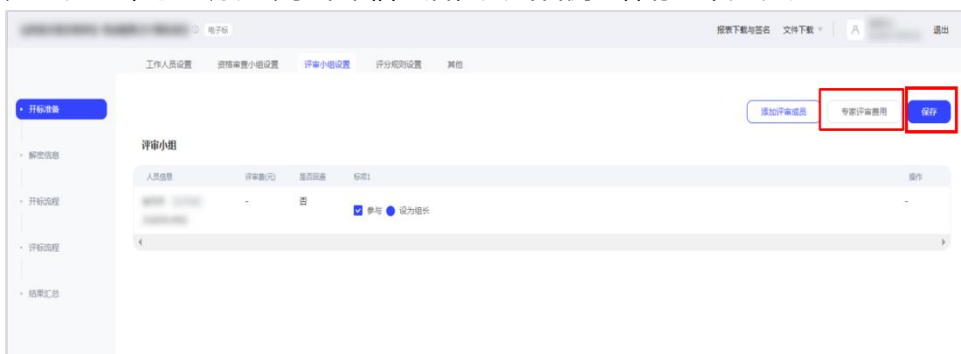 电子标 报表下载与签名 文件下载 退出
工作人员设置 资格审查小组设置 评审小组设置 评分规则设置 其他
开标准备
添加评审成员 专家评审费用 保存
评审小组
解密信息
人员信息 评审费(元) 是否回避 标项1 操作
开标流程
- 否 参与 设为组长 -
评标流程
结果汇总